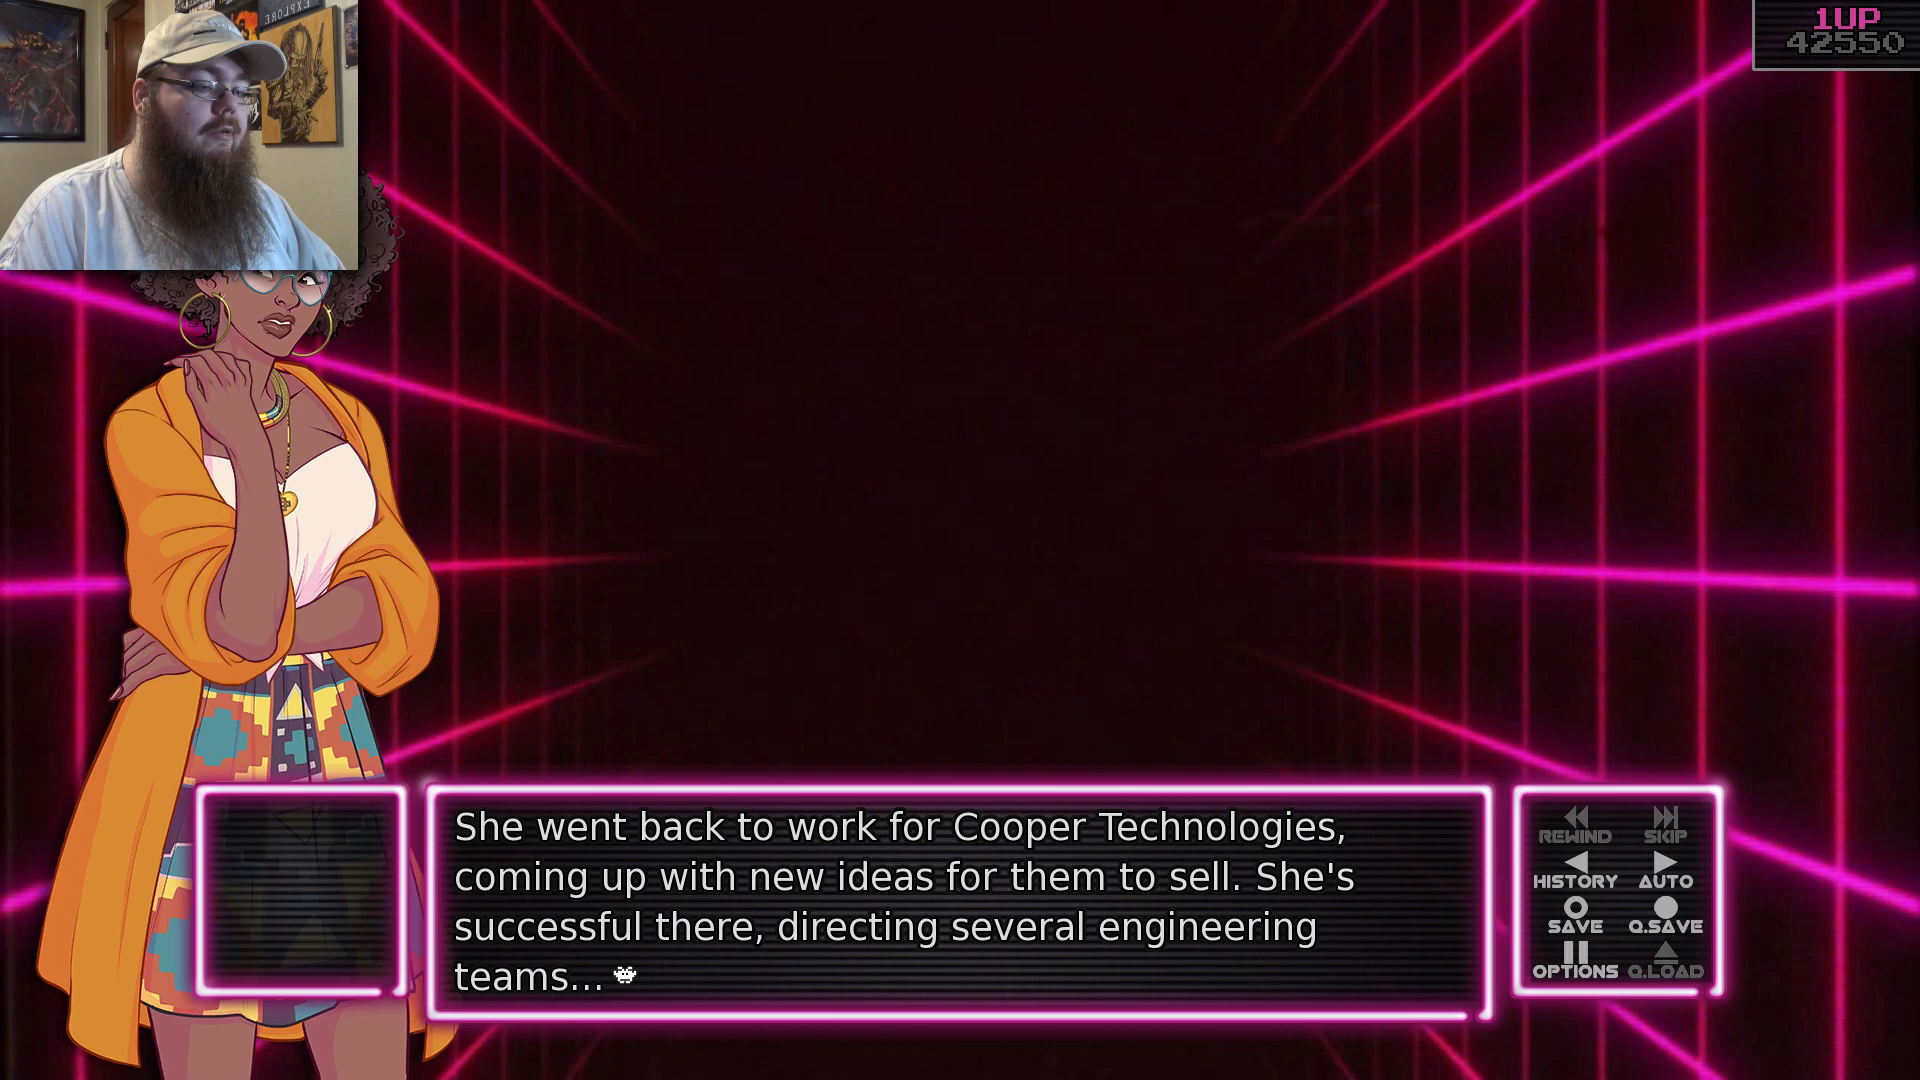 EXPLORE
1UP
42550
She went back to work for Cooper Technologies,
coming up with new ideas for them to sell. She's
successful there, directing several engineering
teams...
REWIND SKIP
HISTORY AUTO
SAVE Q.SAVE
OPTIONS Q.LOAD